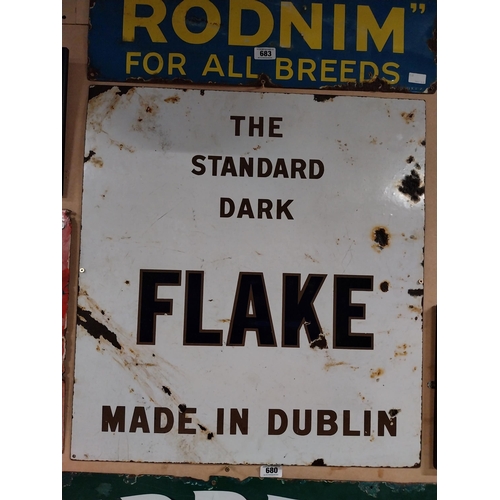 RODNIM"
683
FOR ALL BREEDS
THE
STANDARD
DARK
FLAKE
MADE IN DUBLIN
680